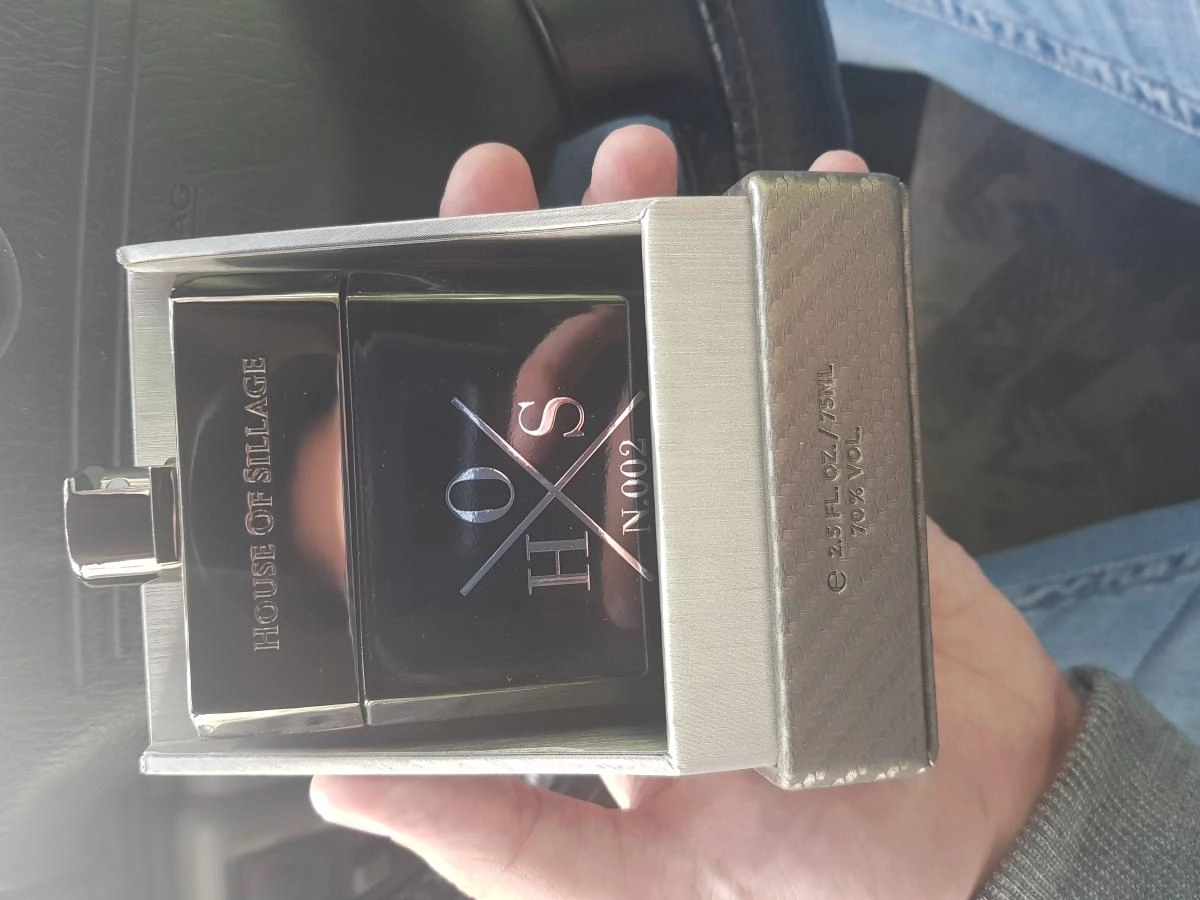 HOUSE OF SILLAGE
O
H S
N.002
e 2.5 FL. OZ. / 75ML
70% VOL.